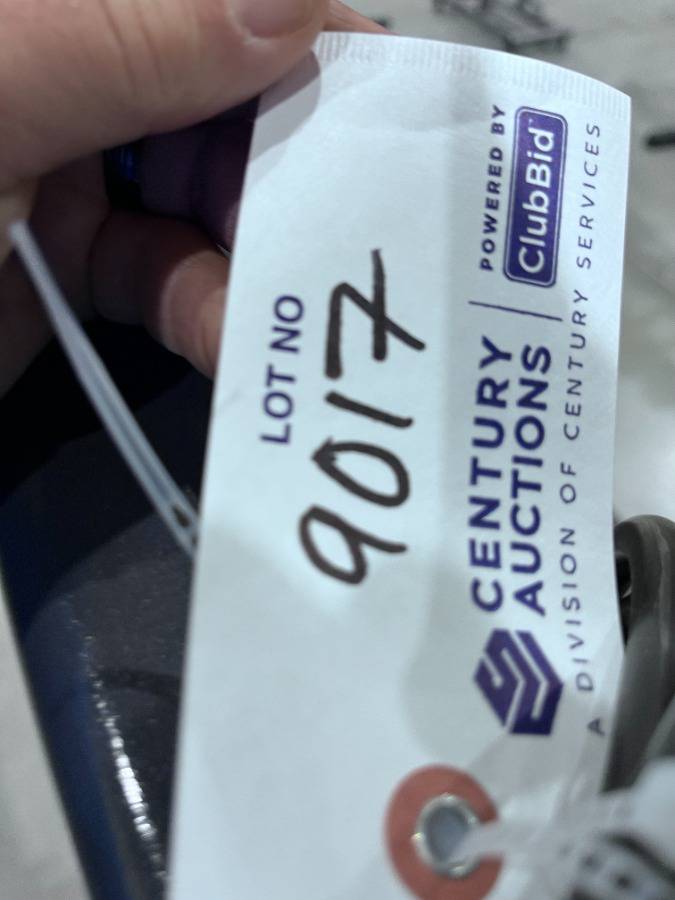 LOT NO
9017
CENTURY
AUCTIONS
POWERED BY
ClubBid
A DIVISION OF CENTURY SERVICES